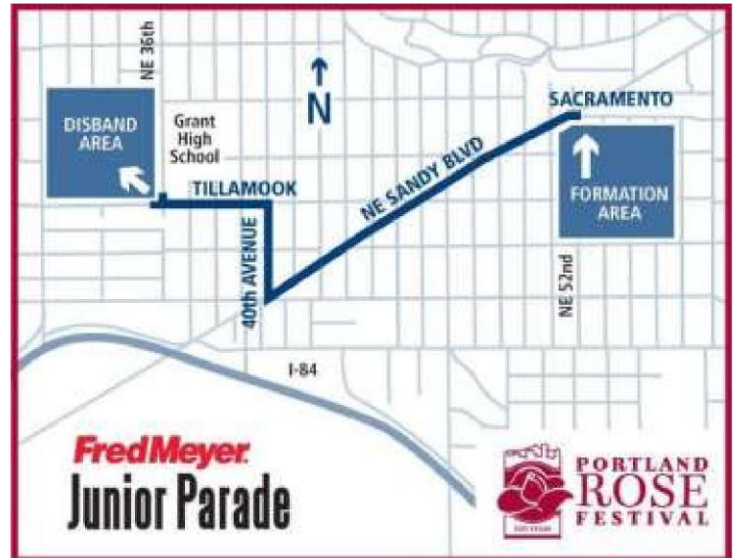 NE 36th
DISBAND
AREA
Grant
High
School
N
SACRAMENTO
TILLAMOOK
NE SANDY BLVD
FORMATION
AREA
40th AVENUE
NE 52nd
I-84
FredMeyer
Junior Parade
PORTLAND
ROSE
FESTIVAL